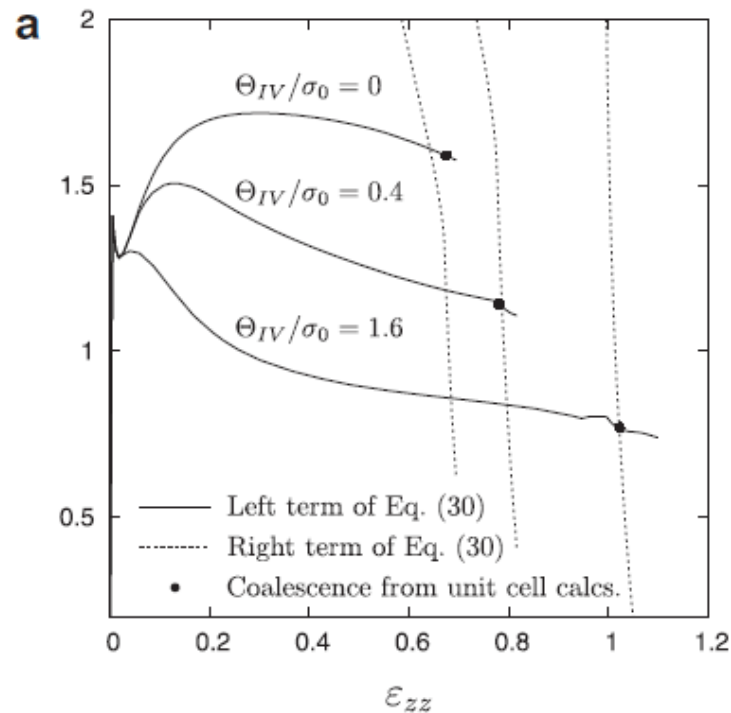 a
2
Θ_IV/σ_0 = 0
1.5
Θ_IV/σ_0 = 0.4
Θ_IV/σ_0 = 1.6
1
Left term of Eq. (30)
0.5
Right term of Eq. (30)
Coalescence from unit cell calcs.
0 0.2 0.4 0.6 0.8 1 1.2
ε_zz